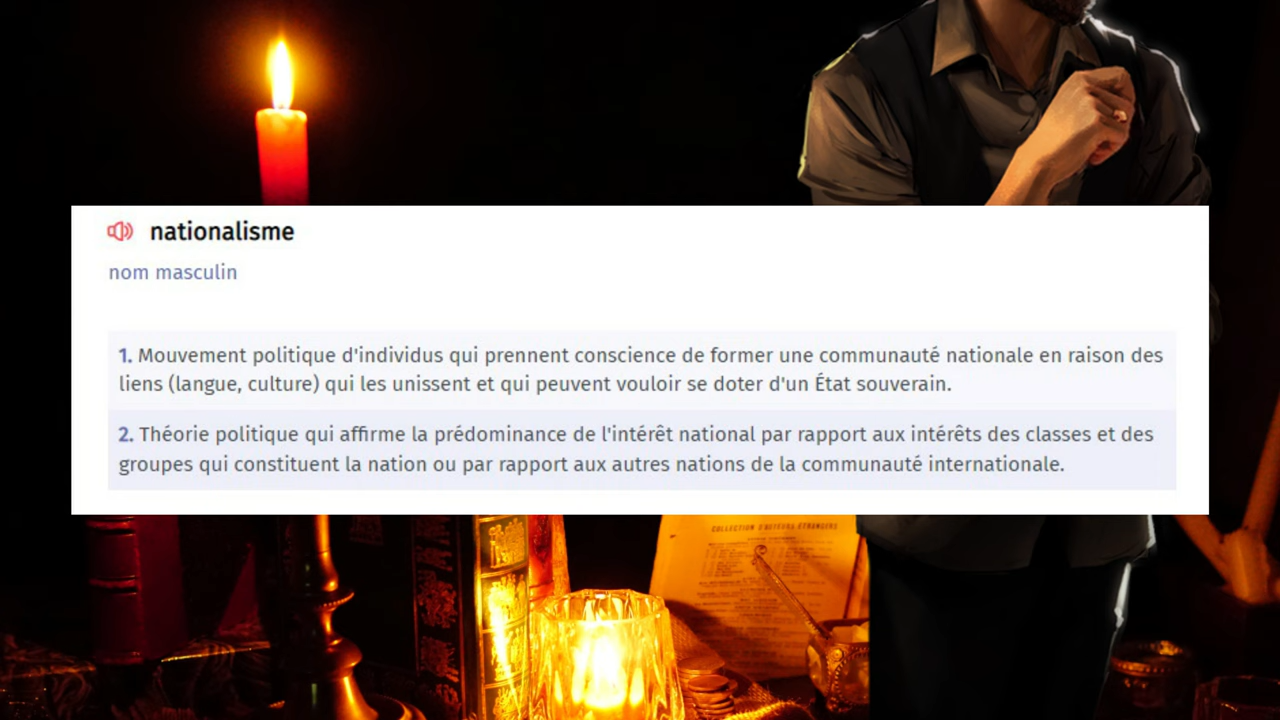 nationalisme
nom masculin
1. Mouvement politique d'individus qui prennent conscience de former une communauté nationale en raison des
liens (langue, culture) qui les unissent et qui peuvent vouloir se doter d'un État souverain.
2. Théorie politique qui affirme la prédominance de l'intérêt national par rapport aux intérêts des classes et des
groupes qui constituent la nation ou par rapport aux autres nations de la communauté internationale.
COLLECTION D'AUTEURS ÉTRANGERS